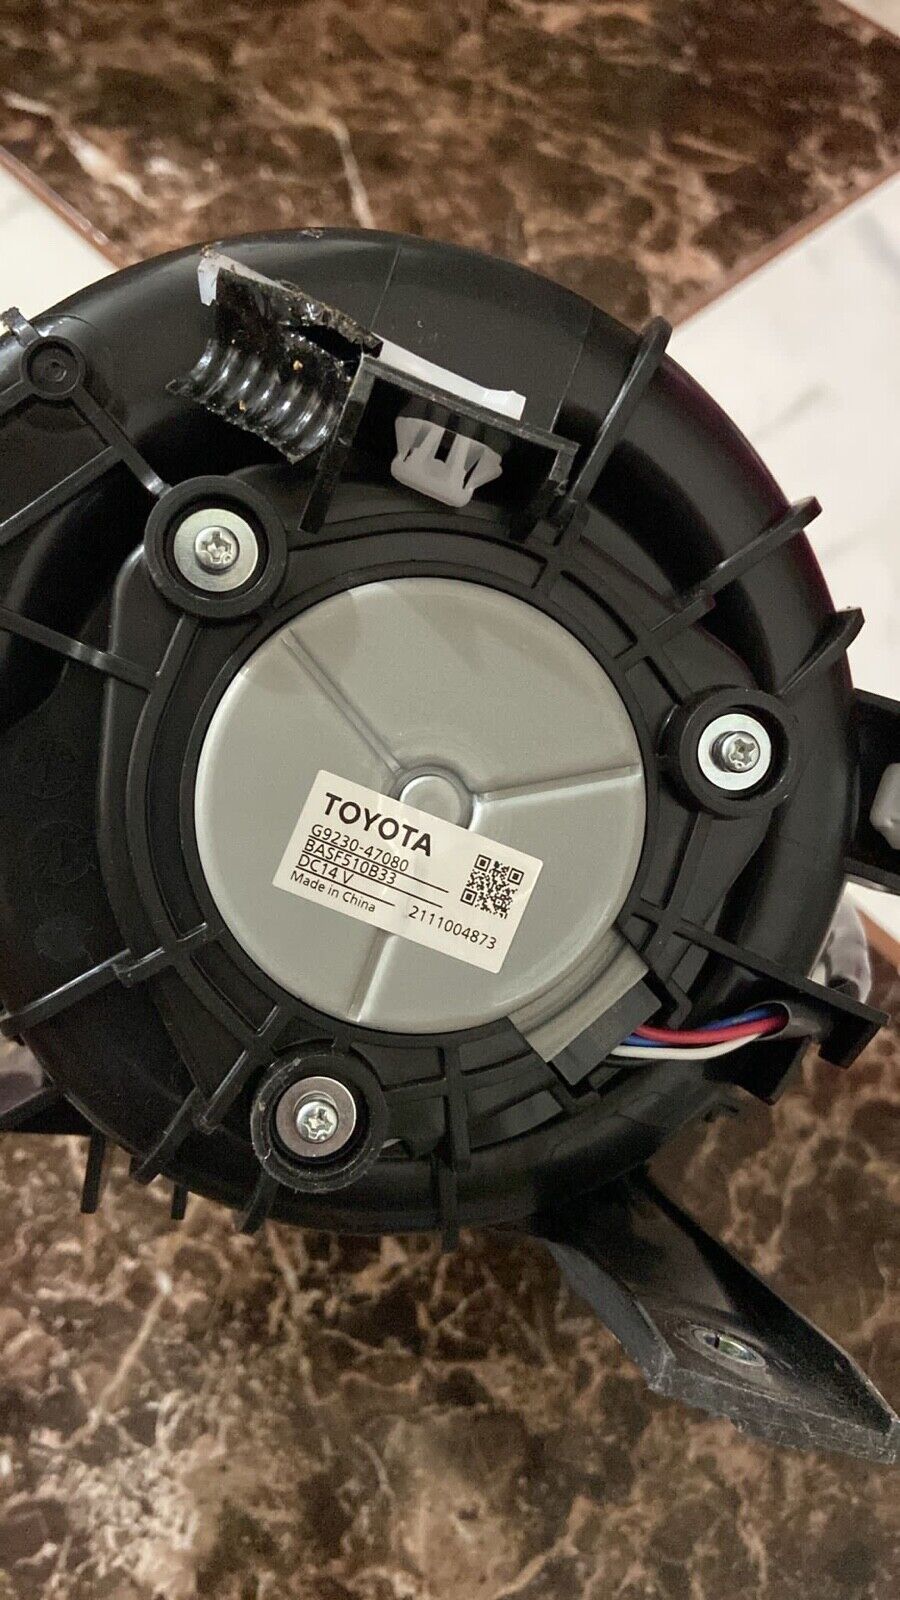 TOYOTA
G9230-47080
BASF510B33
DC14 V
Made in China
2111004873